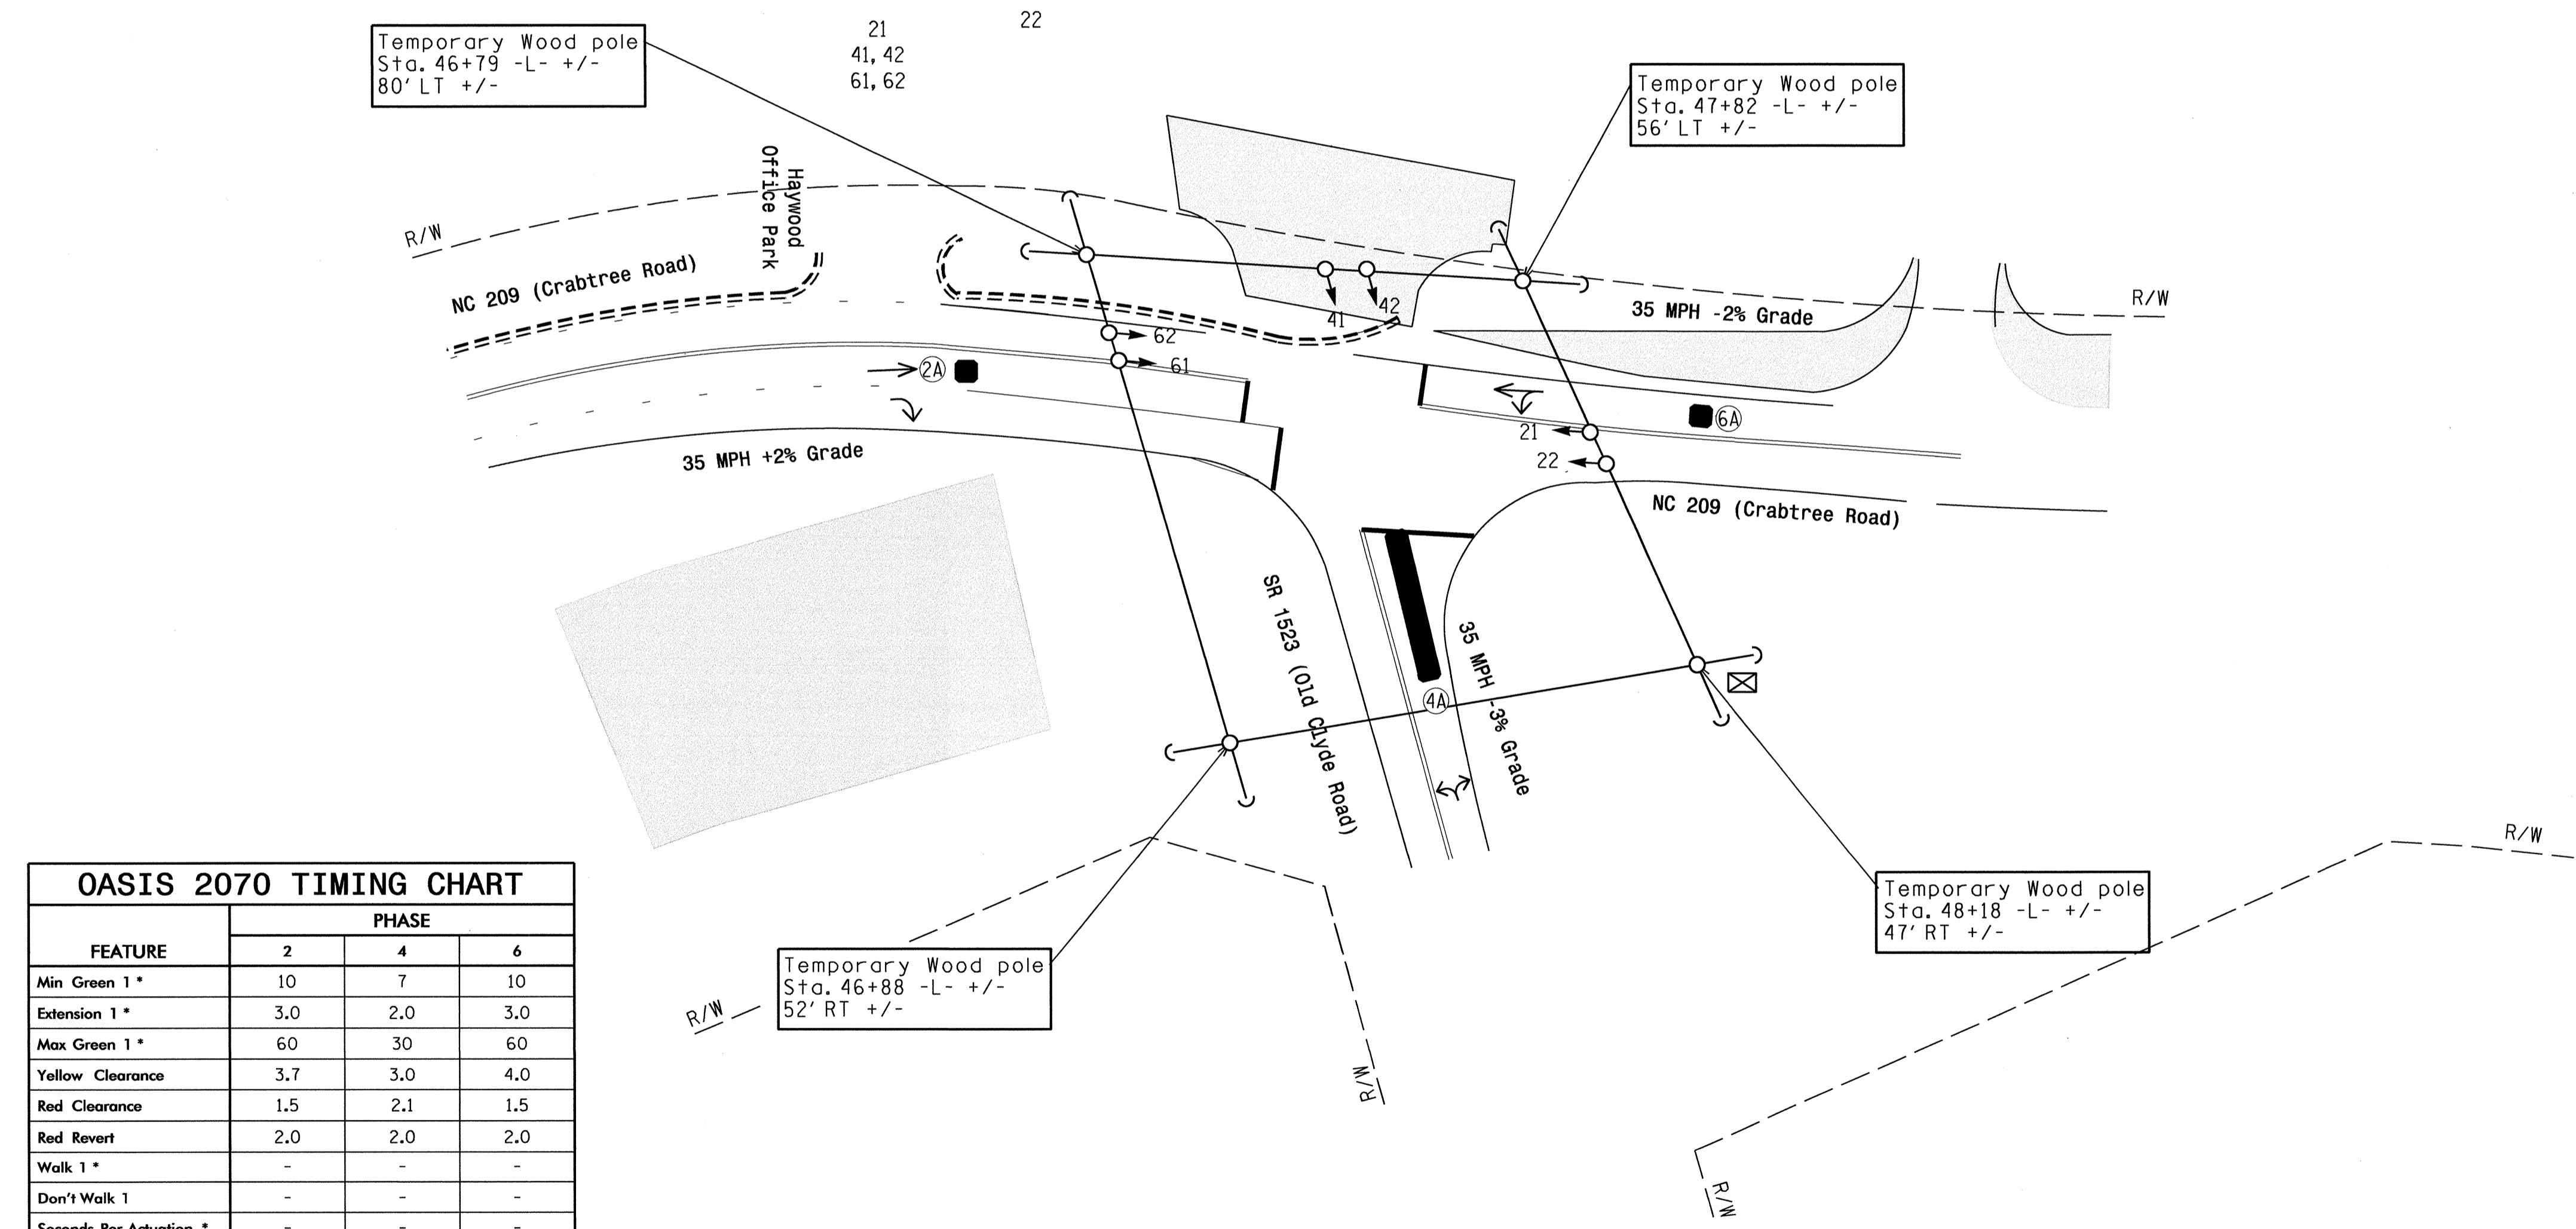 22
21
41, 42
61, 62
Temporary Wood pole
Sta. 46+79 -L- +/-
80' LT +/-
Temporary Wood pole
Sta. 47+82 -L- +/-
56' LT +/-
Haywood
Office Park
R/W
NC 209 (Crabtree Road)
R/W
35 MPH -2% Grade
41
42
62
61
2A
6A
21
22
35 MPH +2% Grade
NC 209 (Crabtree Road)
SR 1523 (Old Clyde Road)
35 MPH -3% Grade
4A
R/W
Temporary Wood pole
Sta. 48+18 -L- +/-
47' RT +/-
Temporary Wood pole
Sta. 46+88 -L- +/-
52' RT +/-
R/W
R/W
R/W
OASIS 2070 TIMING CHART
PHASE
FEATURE 2 4 6
Min Green 1 * 10 7 10
Extension 1 * 3.0 2.0 3.0
Max Green 1 * 60 30 60
Yellow Clearance 3.7 3.0 4.0
Red Clearance 1.5 2.1 1.5
Red Revert 2.0 2.0 2.0
Walk 1 * - - -
Don't Walk 1 - - -
Seconds Per Actuation * - - -